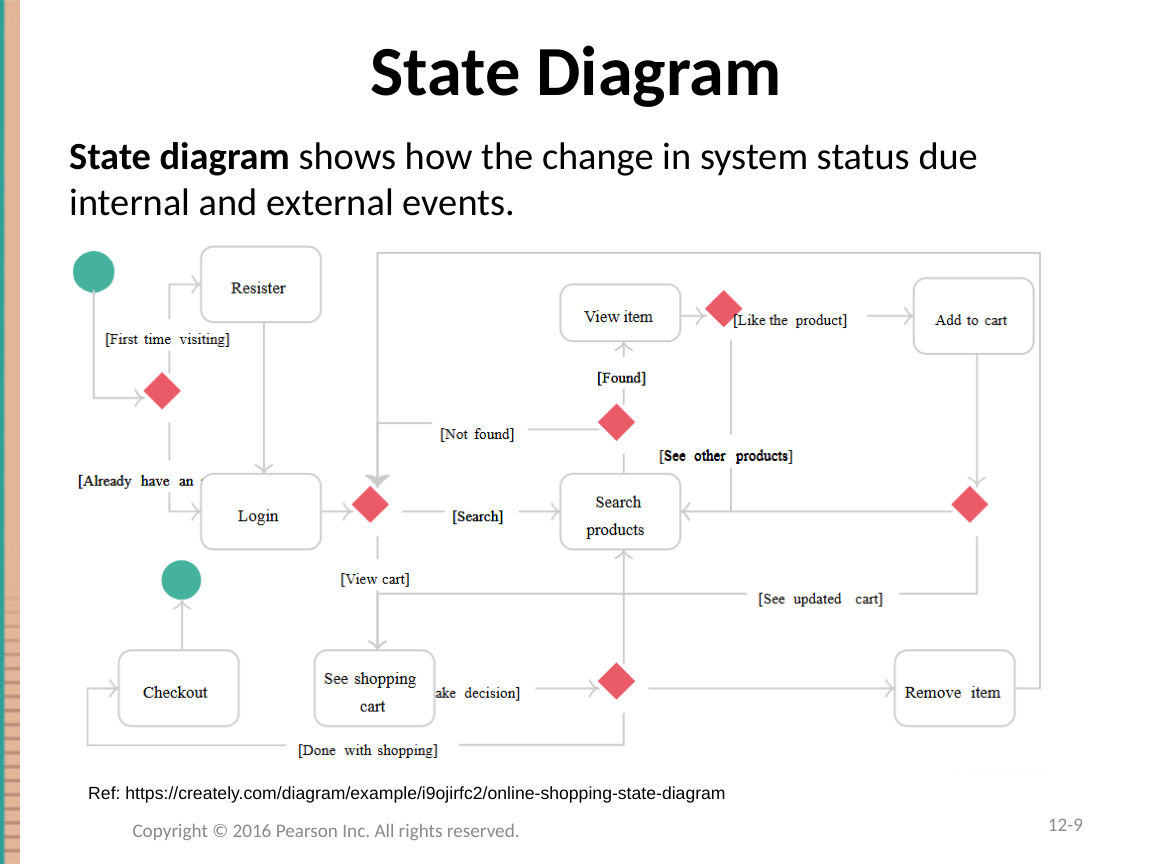 State Diagram
State diagram shows how the change in system status due
internal and external events.
Resister
View item
[Like the product]
Add to cart
[First time visiting]
[Found]
[Not found]
[See other products]
[Already have an
Login
[Search]
Search
products
[View cart]
[See updated cart]
Checkout
See shopping
cart
ake decision]
Remove item
[Done with shopping]
Ref: https://creately.com/diagram/example/i9ojirfc2/online-shopping-state-diagram
Copyright © 2016 Pearson Inc. All rights reserved.
12-9